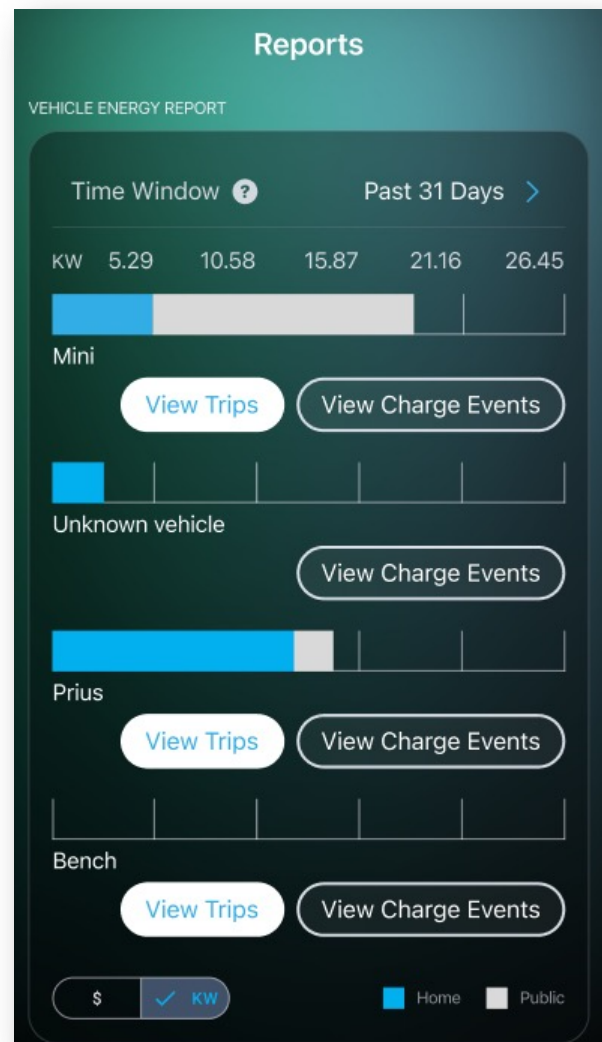 Reports
VEHICLE ENERGY REPORT
Time Window ? Past 31 Days >
KW 5.29 10.58 15.87 21.16 26.45
Mini
View Trips View Charge Events
Unknown vehicle
View Charge Events
Prius
View Trips View Charge Events
Bench
View Trips View Charge Events
$ ✓ KW Home Public